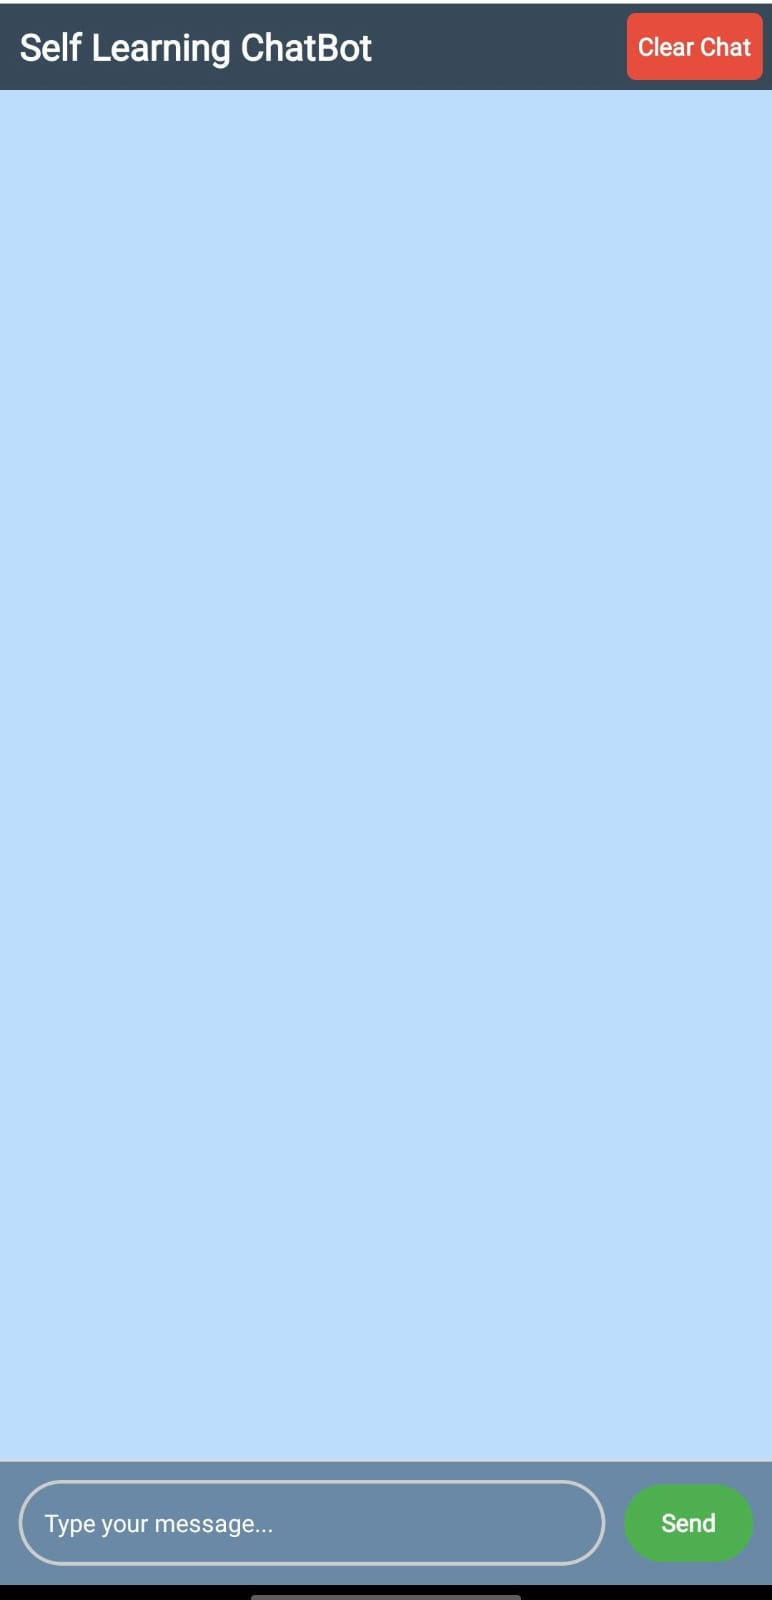 Self Learning ChatBot
Clear Chat
Type your message...
Send